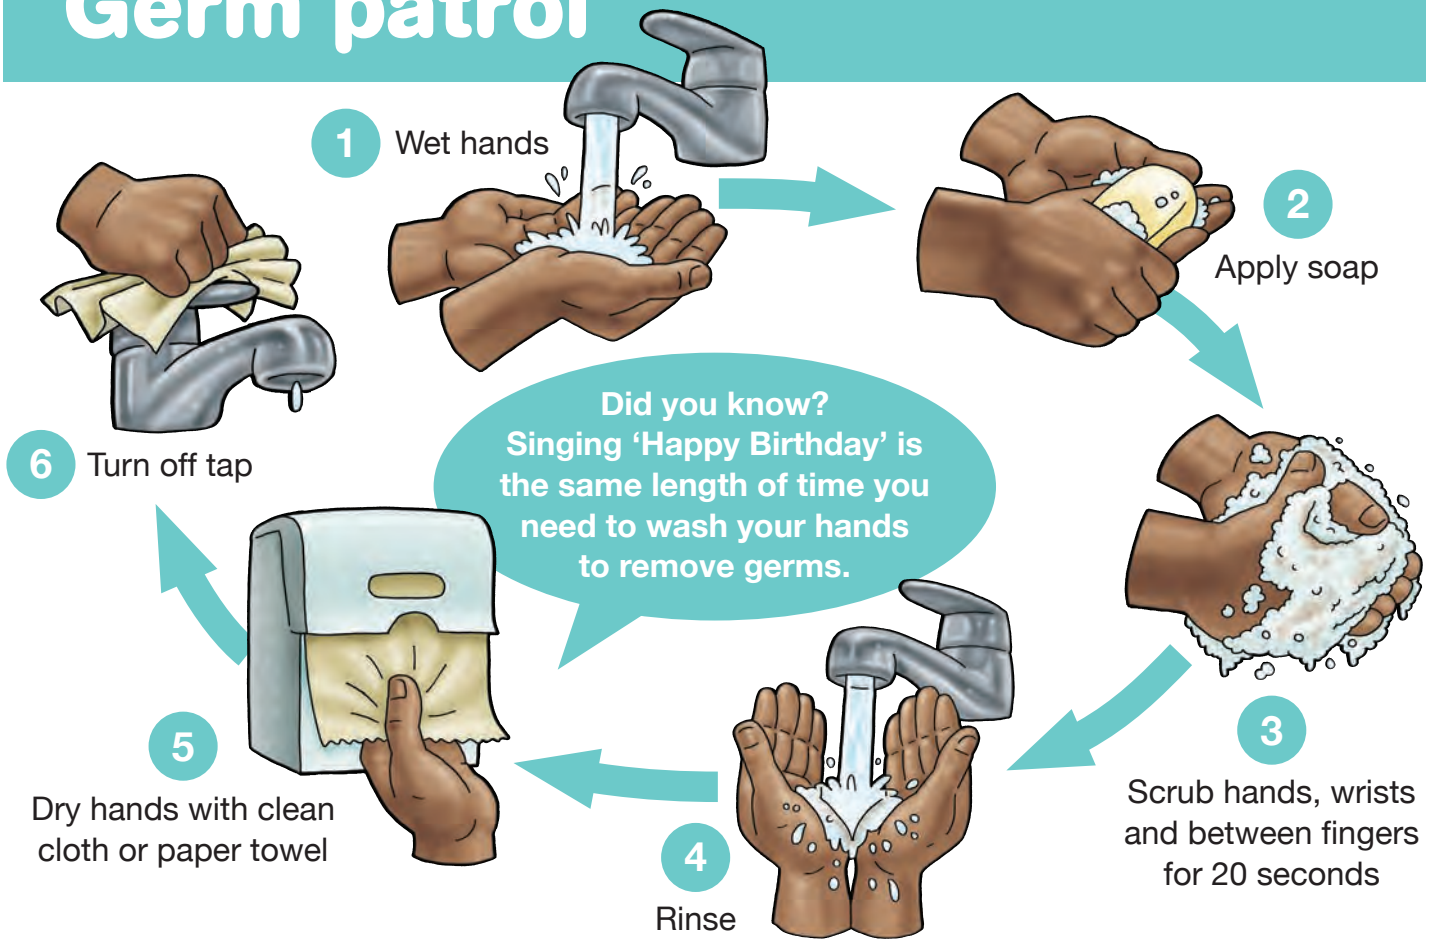 Germ patrol
1 Wet hands
2
Apply soap
3
Scrub hands, wrists
and between fingers
for 20 seconds
4
Rinse
5
Dry hands with clean
cloth or paper towel
6 Turn off tap
Did you know?
Singing ‘Happy Birthday’ is
the same length of time you
need to wash your hands
to remove germs.